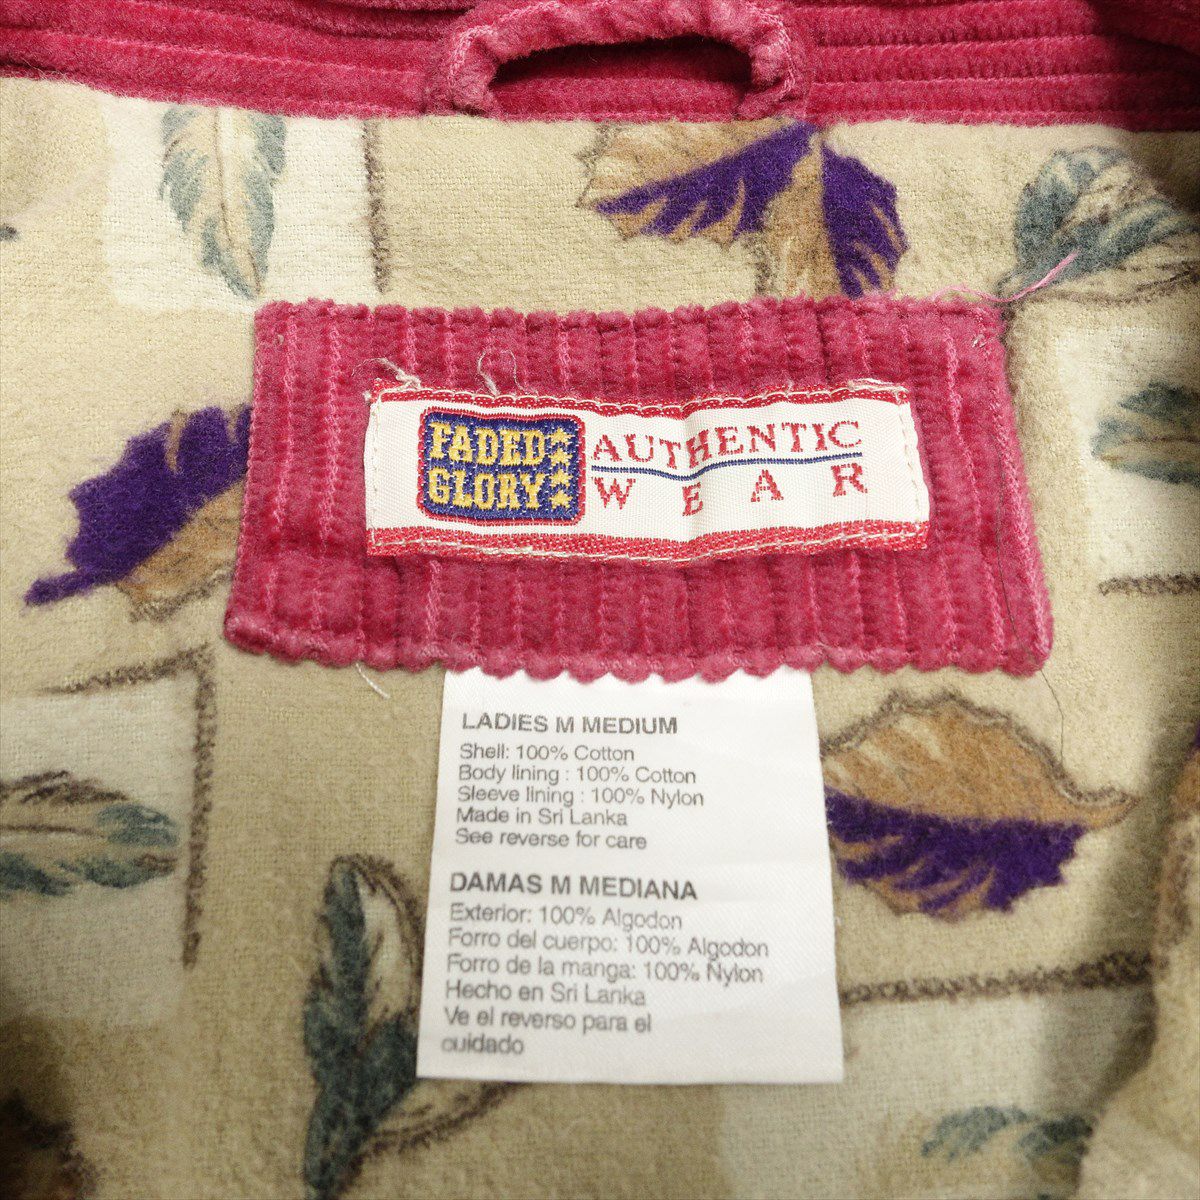 FADED
GLORY
AUTHENTIC
WEAR
LADIES M MEDIUM
Shell: 100% Cotton
Body lining : 100% Cotton
Sleeve lining : 100% Nylon
Made in Sri Lanka
See reverse for care
DAMAS M MEDIANA
Exterior: 100% Algodon
Forro del cuerpo: 100% Algodon
Forro de la manga: 100% Nylon
Hecho en Sri Lanka
Ve el reverso para el
cuidado